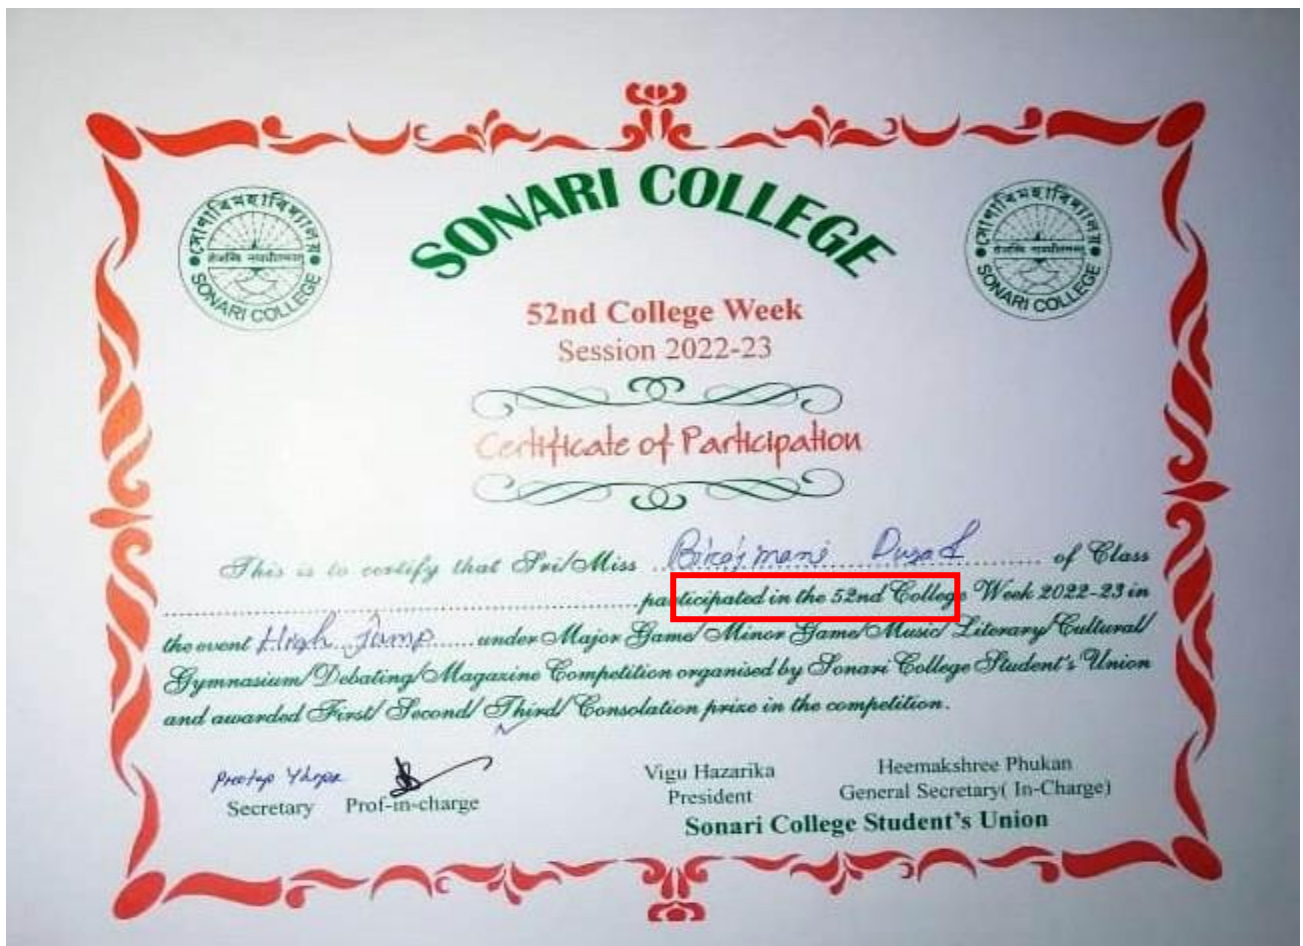 SONARI COLLEGE
সোণাৰি মহাবিদ্যালয়
SONARI COLLEGE
সোণাৰি মহাবিদ্যালয়
SONARI COLLEGE
52nd College Week
Session 2022-23
Certificate of Participation
This is to certify that Sri/Miss ..................... of Class
..................... participated in the 52nd College Week 2022-23 in
the event High Jump ..... under Major Game/Minor Game/Music/Literary/Cultural/
Gymnasium/Debating/Magazine Competition organised by Sonari College Student's Union
and awarded First/Second/Third/Consolation prize in the competition.
Secretary Prof-in-charge
Vigu Hazarika Heemakshree Phukan
President General Secretary( In-Charge)
Sonari College Student's Union